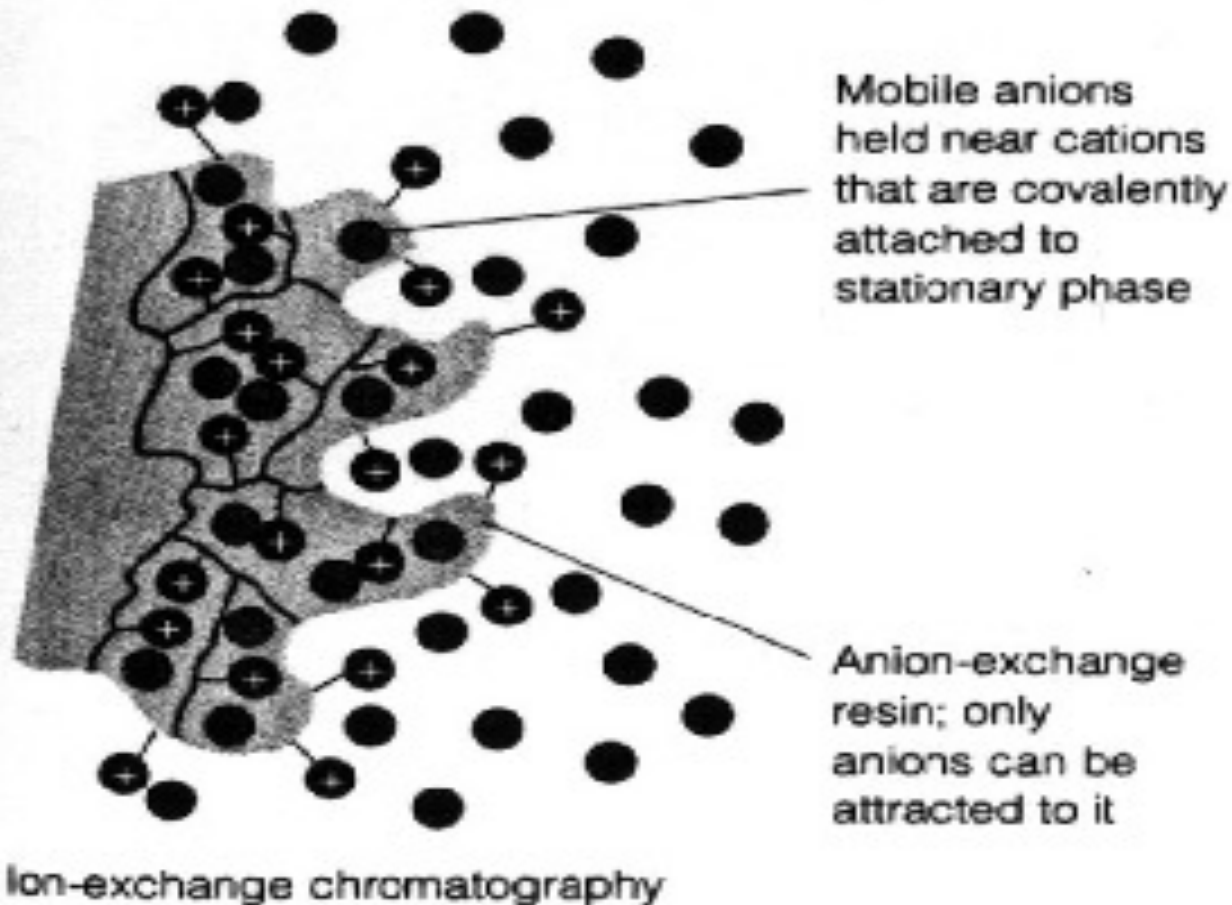 Mobile anions
held near cations
that are covalently
attached to
stationary phase
Anion-exchange
resin; only
anions can be
attracted to it
Ion-exchange chromatography